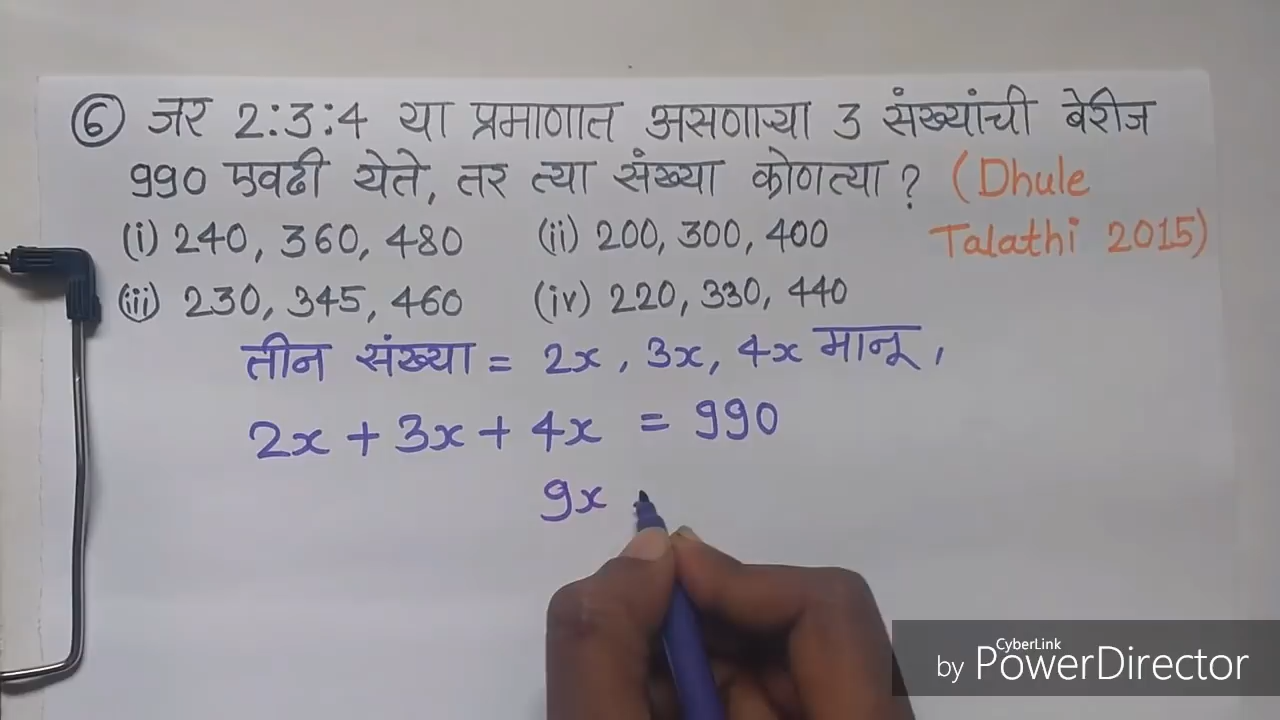 ⑥ जर 2:3:4 या प्रमाणात असणाऱ्या 3 संख्यांची बेरीज
990 एवढी येते, तर त्या संख्या कोणत्या ? (Dhule
Talathi 2015)
(i) 240, 360, 480 (ii) 200, 300, 400
(iii) 230, 345, 460 (iv) 220, 330, 440
तीन संख्या = 2x, 3x, 4x मानू,
2x + 3x + 4x = 990
9x
CyberLink
by PowerDirector